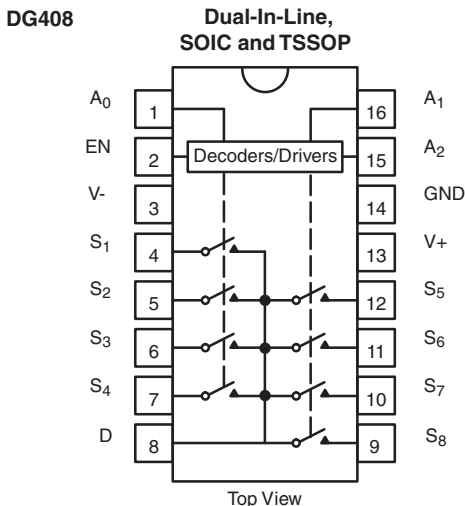 DG408
Dual-In-Line,
SOIC and TSSOP
A0 1 16 A1
EN 2 Decoders/Drivers 15 A2
V- 3 14 GND
S1 4 13 V+
S2 5 12 S5
S3 6 11 S6
S4 7 10 S7
D 8 9 S8
Top View